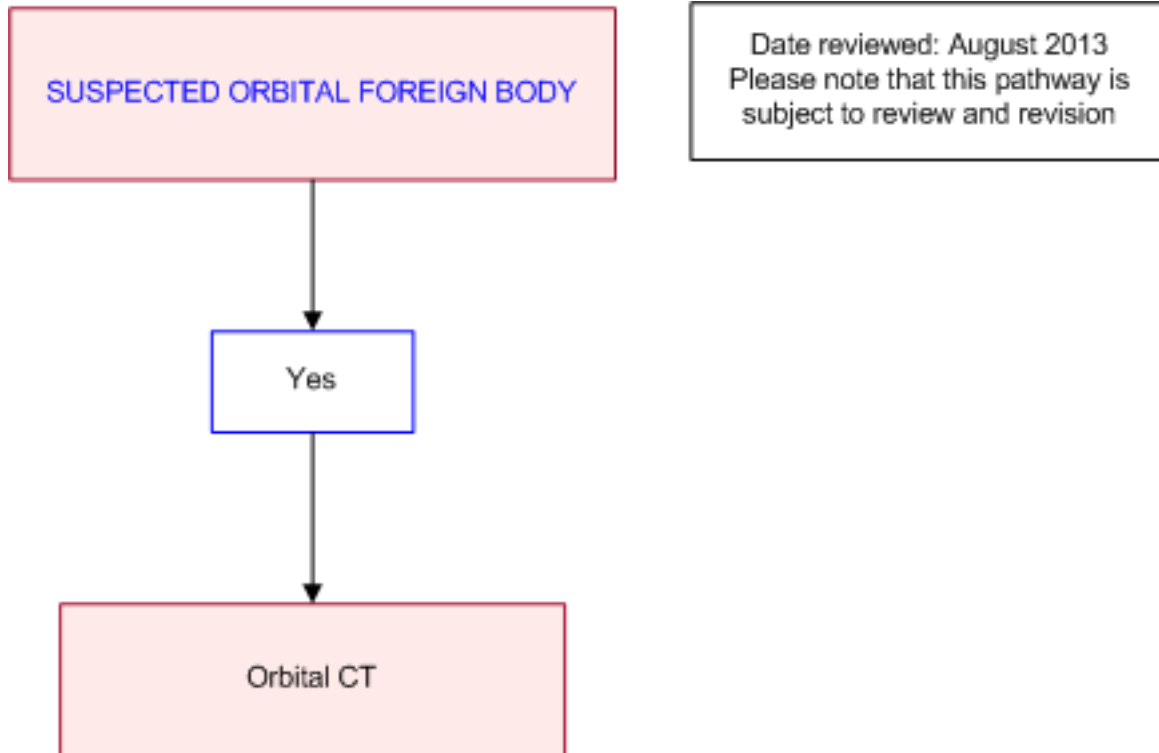 SUSPECTED ORBITAL FOREIGN BODY
Date reviewed: August 2013
Please note that this pathway is
subject to review and revision
Yes
Orbital CT